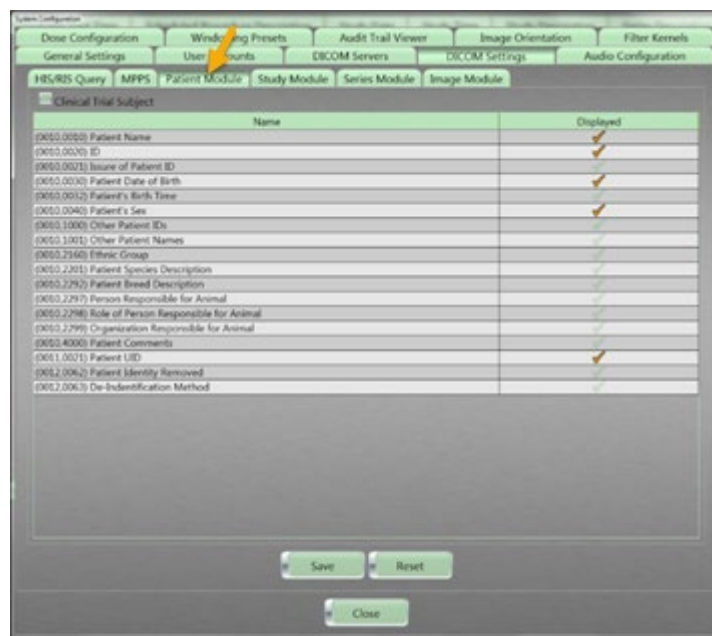 System Configuration
Dose Configuration Presets Audit Trail Viewer Image Orientation Filter Kernels
General Settings DICOM Servers DICOM Settings Audio Configuration
HIS/RIS Query MPPS Patient Module Study Module Series Module Image Module
Clinical Trial Subject
Name Displayed
(0010,0010) Patient Name
(0010,0020) ID
(0010,0021) Issure of Patient ID
(0010,0030) Patient Date of Birth
(0010,0032) Patient's Birth Time
(0010,0040) Patient's Sex
(0010,1000) Other Patient IDs
(0010,1001) Other Patient Names
(0010,2160) Ethnic Group
(0010,2201) Patient Species Description
(0010,2292) Patient Breed Description
(0010,2297) Person Responsible for Animal
(0010,2298) Role of Person Responsible for Animal
(0010,2299) Organization Responsible for Animal
(0010,4000) Patient Comments
(0011,0021) Patient UID
(0012,0062) Patient Identity Removed
(0012,0063) De-Indentification Method
Save Reset
Close